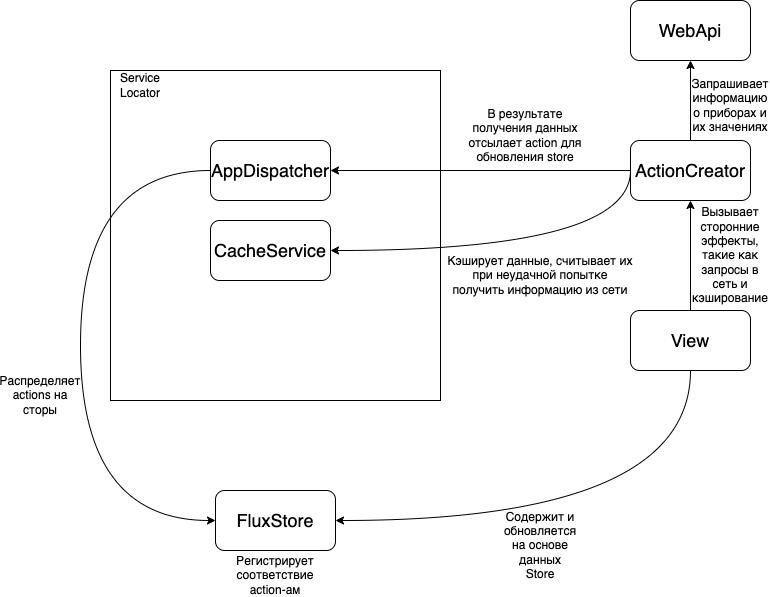 WebApi
Service
Locator
Запрашивает
информацию
о приборах и
их значениях
В результате
получения данных
отсылает action для
обновления store
AppDispatcher
ActionCreator
CacheService
Вызывает
сторонние
эффекты,
такие как
запросы в
сеть и
кэширование
Кэширует данные, считывает их
при неудачной попытке
получить информацию из сети
View
Распределяет
actions на
сторы
FluxStore
Содержит и
обновляется
на основе
данных
Store
Регистрирует
соответствие
action-ам